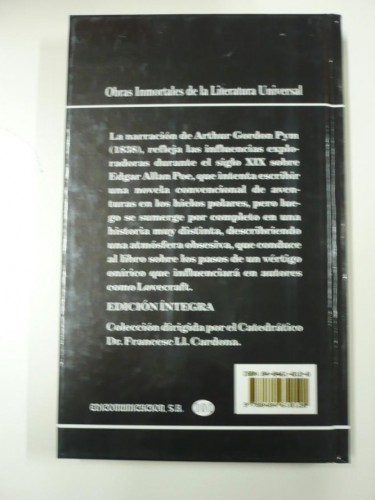 Obras Inmortales de la Literatura Universal
La narración de Arthur Gordon Pym
(1838), refleja las influencias explo-
radoras durante el siglo XIX sobre
Edgar Allan Poe, que intenta escribir
una novela convencional de aven-
turas en los hielos polares, pero lue-
go se sumerge por completo en una
historia muy distinta, describriendo
una atmósfera obsesiva, que conduce
al libro sobre los pasos de un vértigo
onírico que influenciará en autores
como Lovecraft.
EDICIÓN ÍNTEGRA
Colección dirigida por el Catedrático
Dr. Francesc Ll. Cardona.
S.A.